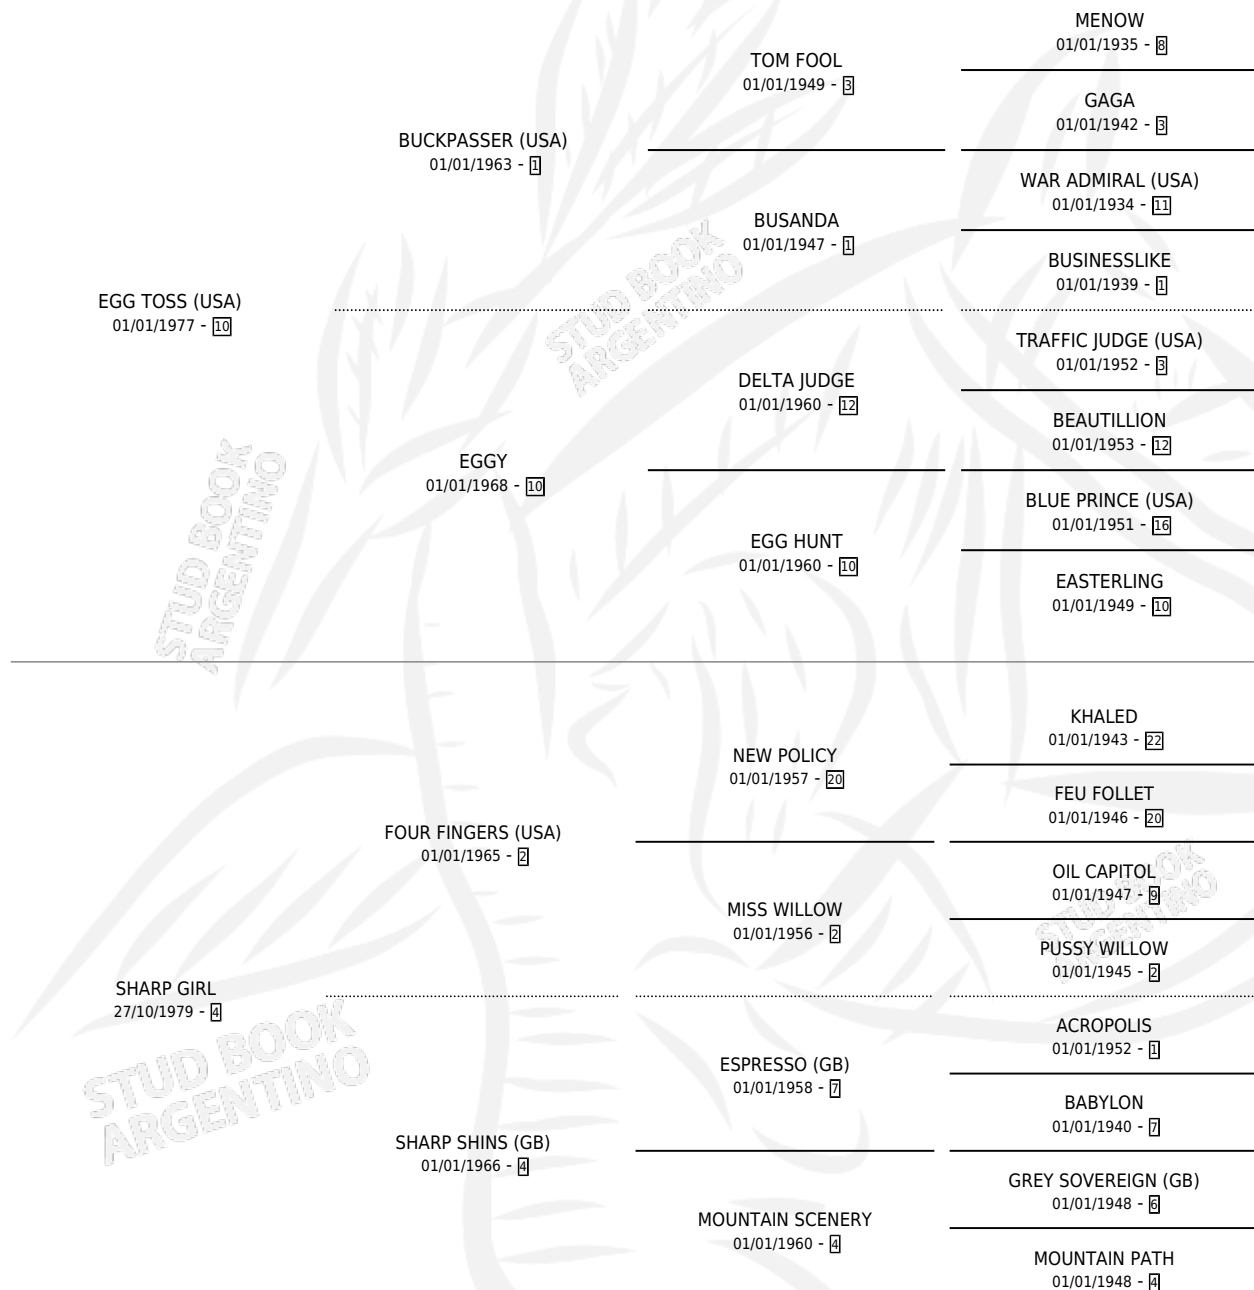 MENOW
01/01/1935 - 8
TOM FOOL
01/01/1949 - 3
GAGA
01/01/1942 - 3
BUCKPASSER (USA)
01/01/1963 - 1
WAR ADMIRAL (USA)
01/01/1934 - 11
BUSANDA
01/01/1947 - 1
BUSINESSLIKE
01/01/1939 - 1
EGG TOSS (USA)
01/01/1977 - 10
TRAFFIC JUDGE (USA)
01/01/1952 - 3
DELTA JUDGE
01/01/1960 - 12
BEAUTILLION
01/01/1953 - 12
EGGY
01/01/1968 - 10
BLUE PRINCE (USA)
01/01/1951 - 16
EGG HUNT
01/01/1960 - 10
EASTERLING
01/01/1949 - 10
KHALED
01/01/1943 - 22
NEW POLICY
01/01/1957 - 20
FEU FOLLET
01/01/1946 - 20
FOUR FINGERS (USA)
01/01/1965 - 2
OIL CAPITOL
01/01/1947 - 9
MISS WILLOW
01/01/1956 - 2
PUSSY WILLOW
01/01/1945 - 2
SHARP GIRL
27/10/1979 - 4
ACROPOLIS
01/01/1952 - 1
ESPRESSO (GB)
01/01/1958 - 7
BABYLON
01/01/1940 - 7
SHARP SHINS (GB)
01/01/1966 - 4
GREY SOVEREIGN (GB)
01/01/1948 - 6
MOUNTAIN SCENERY
01/01/1960 - 4
MOUNTAIN PATH
01/01/1948 - 4
STUD BOOK
ARGENTINO
STUD BOOK
ARGENTINO
STUD BOOK
ARGENTINO
STUD BOOK
ARGENTINO